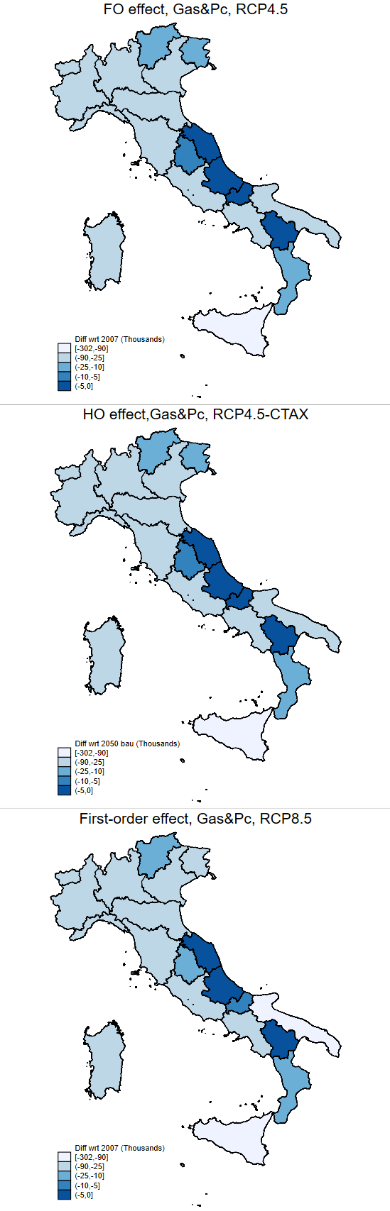 FO effect, Gas&Pc, RCP4.5
Diff wrt 2007 (Thousands)
[-302,-90]
(-90,-25]
(-25,-10]
(-10,-5]
(-5,0]
HO effect,Gas&Pc, RCP4.5-CTAX
Diff wrt 2050 bau (Thousands)
[-302,-90]
(-90,-25]
(-25,-10]
(-10,-5]
(-5,0]
First-order effect, Gas&Pc, RCP8.5
Diff wrt 2007 (Thousands)
[-302,-90]
(-90,-25]
(-25,-10]
(-10,-5]
(-5,0]